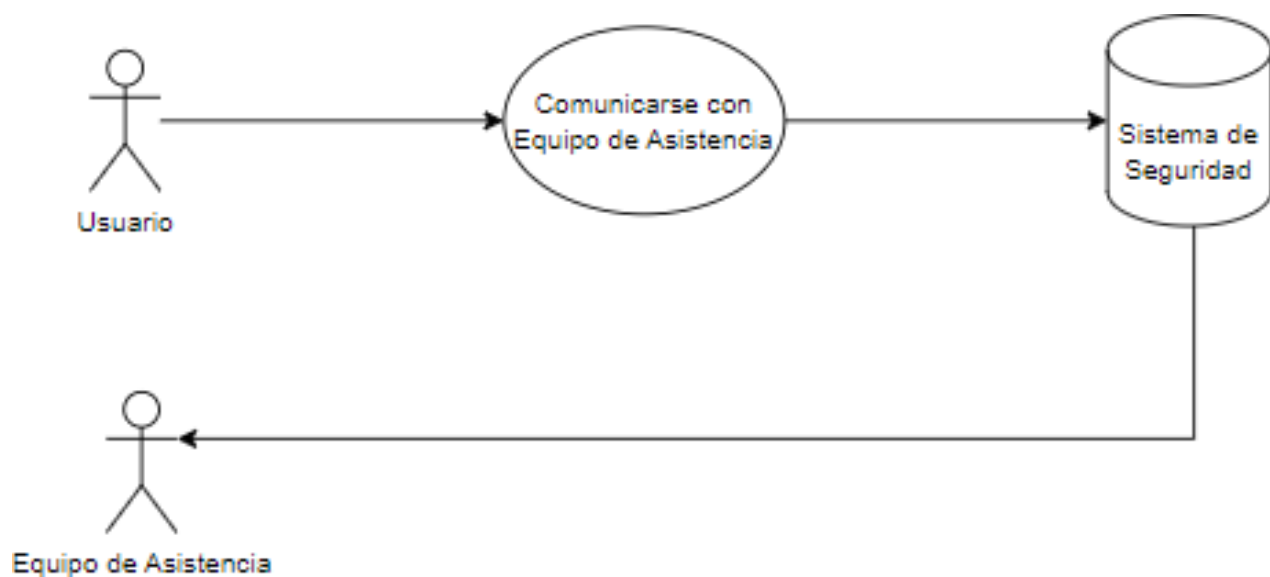 Comunicarse con
Equipo de Asistencia
Sistema de
Seguridad
Usuario
Equipo de Asistencia